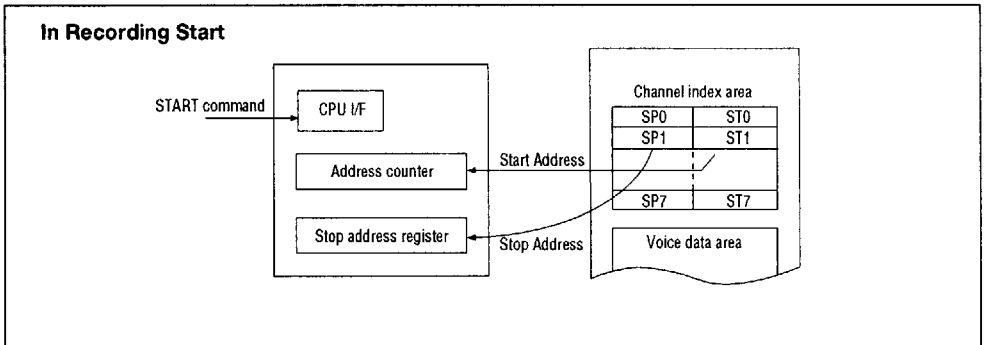 In Recording Start
START command
CPU I/F
Address counter
Stop address register
Start Address
Stop Address
Channel index area
SP0 ST0
SP1 ST1
SP7 ST7
Voice data area